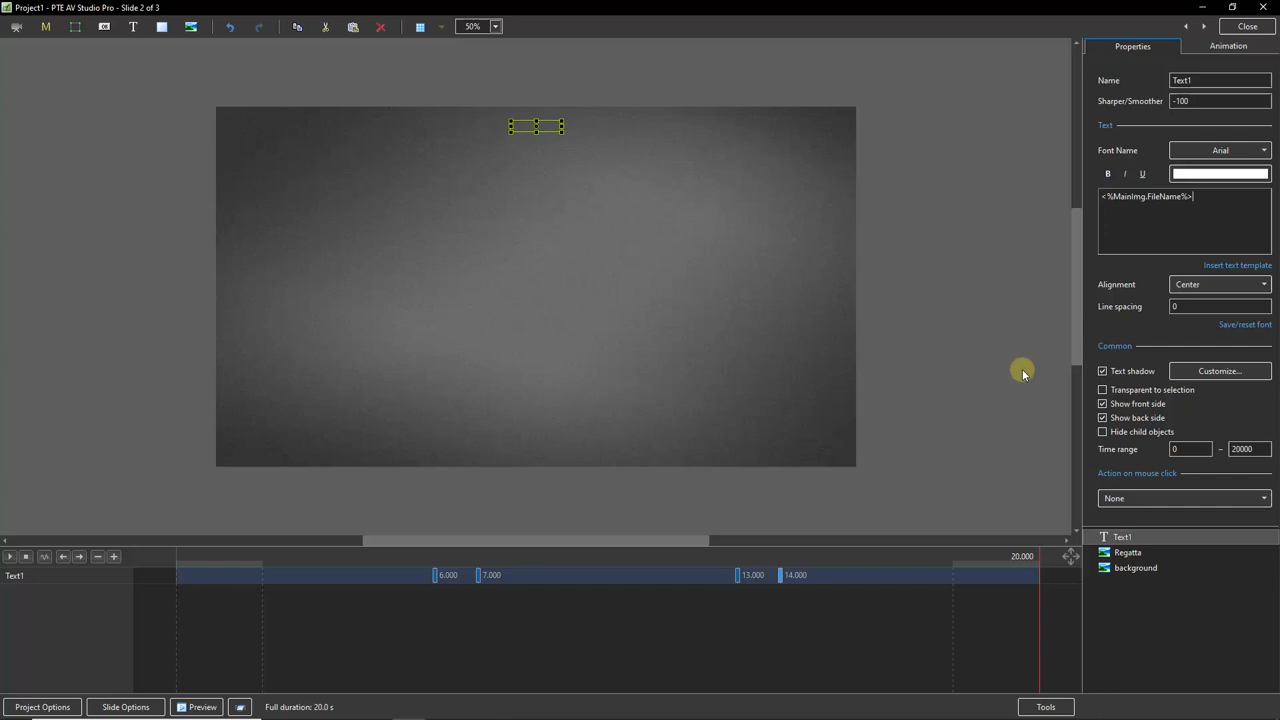 Project1 - PTE AV Studio Pro - Slide 2 of 3
M
OK
T
50%
Close
Properties
Animation
Name
Text1
Sharper/Smoother
-100
Text
Font Name
Arial
B
I
U
<%MainImg.FileName%>
Insert text template
Alignment
Center
Line spacing
0
Save/reset font
Common
Text shadow
Customize...
Transparent to selection
Show front side
Show back side
Hide child objects
Time range
0
–
20000
Action on mouse click
None
T Text1
Regatta
background
20.000
Text1
6.000
7.000
13.000
14.000
Project Options
Slide Options
Preview
Full duration: 20.0 s
Tools